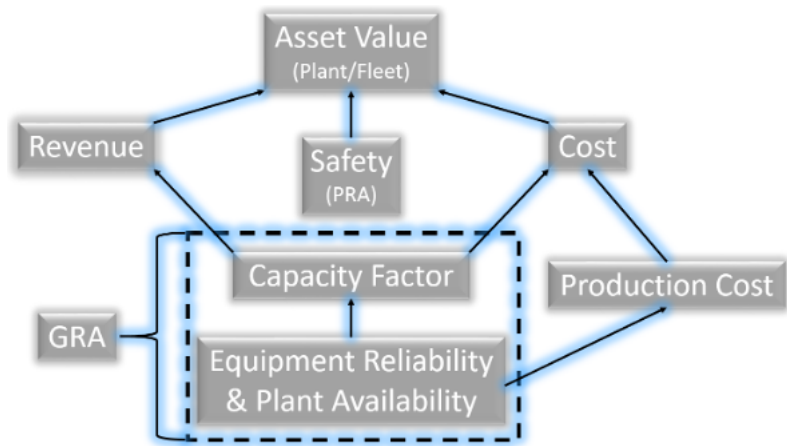 Asset Value
(Plant/Fleet)
Revenue
Safety
(PRA)
Cost
Capacity Factor
Production Cost
GRA
Equipment Reliability
& Plant Availability